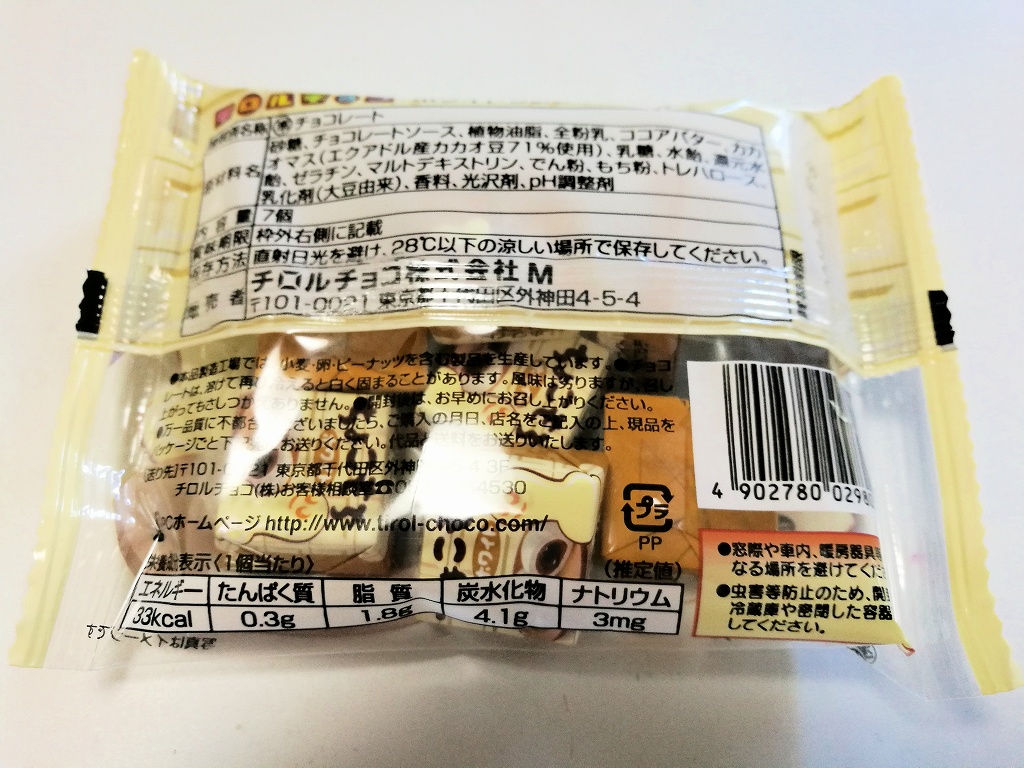 チロルチョコ
名称 チョコレート
原材料名 砂糖、チョコレートソース、植物油脂、全粉乳、ココアバター、カカ
オマス(エクアドル産カカオ豆71%使用)、乳糖、水飴、還元水
飴、ゼラチン、マルトデキストリン、でん粉、もち粉、トレハロース、
乳化剤(大豆由来)、香料、光沢剤、pH調整剤
内容量 7個
賞味期限 枠外右側に記載
保存方法 直射日光を避け、28℃以下の涼しい場所で保存してください。
販売者 チロルチョコ株式会社 M
〒101-0021 東京都千代田区外神田4-5-4
●本品製造工場では、小麦・卵・ピーナッツを含む製品を生産しています。●チョコ
レートは、溶けて再び冷えると白く固まることがあります。風味は劣りますが、召し
上がってもさしつかえありません。●開封後は、お早めにお召し上がりください。
●万一品質に不都合がございましたら、ご購入の月日、店名をご記入の上、現品を
パッケージごと下 お送りください。代品と送料をお送りいたします。
[送り先]〒101- 21 東京都千代田区外神 3F
チロルチョコ(株)お客様相談室 4530
PCホームページ http://www.tirol-choco.com/
プラ
PP
4 902780 0298
栄養成分表示〈1個当たり〉 (推定値)
エネルギー たんぱく質 脂質 炭水化物 ナトリウム
33kcal 0.3g 1.8g 4.1g 3mg
●窓際や車内、暖房器具
なる場所を避けてくだ
●虫害等防止のため、開
冷蔵庫や密閉した容器
してください。